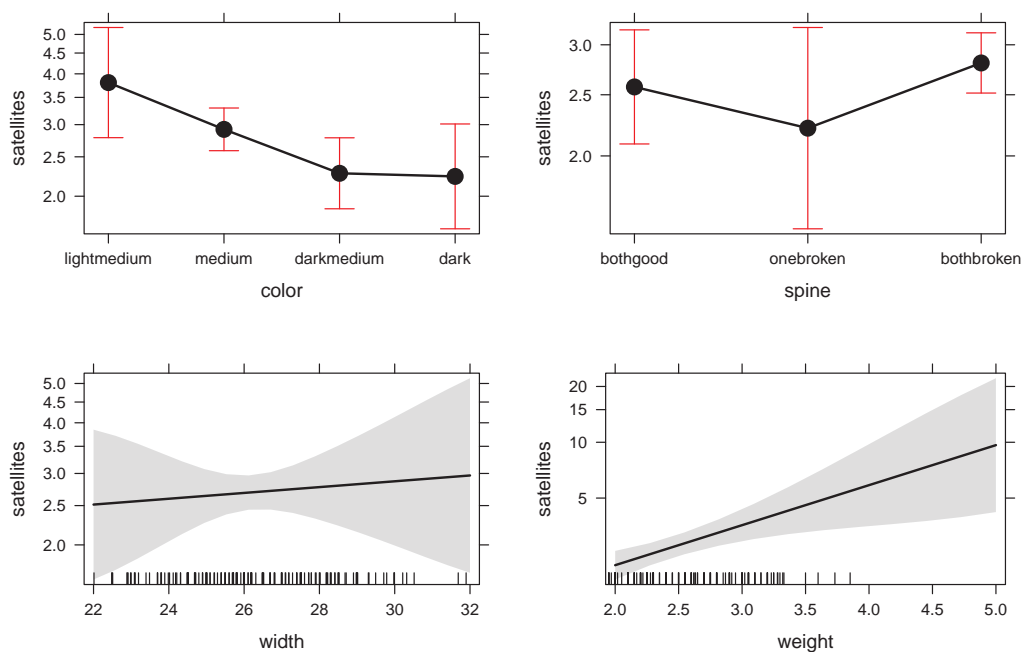 satellites
5.0
4.5
4.0
3.5
3.0
2.5
2.0
lightmedium medium darkmedium dark
color
satellites
3.0
2.5
2.0
bothgood onebroken bothbroken
spine
satellites
5.0
4.5
4.0
3.5
3.0
2.5
2.0
22 24 26 28 30 32
width
satellites
20
15
10
5
2.0 2.5 3.0 3.5 4.0 4.5 5.0
weight